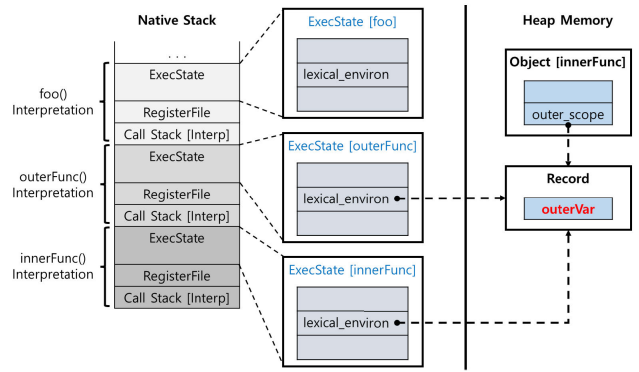 Native Stack
. . .
ExecState
RegisterFile
Call Stack [Interp]
ExecState
RegisterFile
Call Stack [Interp]
ExecState
RegisterFile
Call Stack [Interp]
foo()
Interpretation
outerFunc()
Interpretation
innerFunc()
Interpretation
ExecState [foo]
lexical_environ
ExecState [outerFunc]
lexical_environ
ExecState [innerFunc]
lexical_environ
Heap Memory
Object [innerFunc]
outer_scope
Record
outerVar